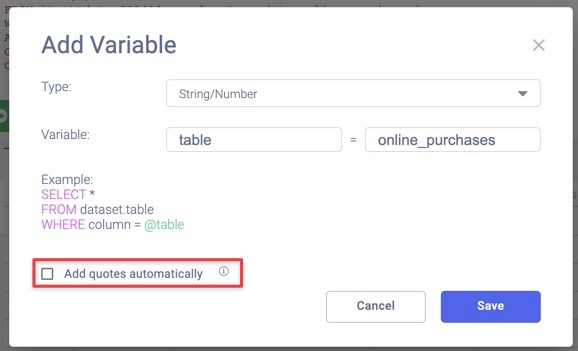 Add Variable
Type:
String/Number
Variable:
table = online_purchases
Example:
SELECT *
FROM dataset.table
WHERE column = @table
Add quotes automatically
Cancel
Save